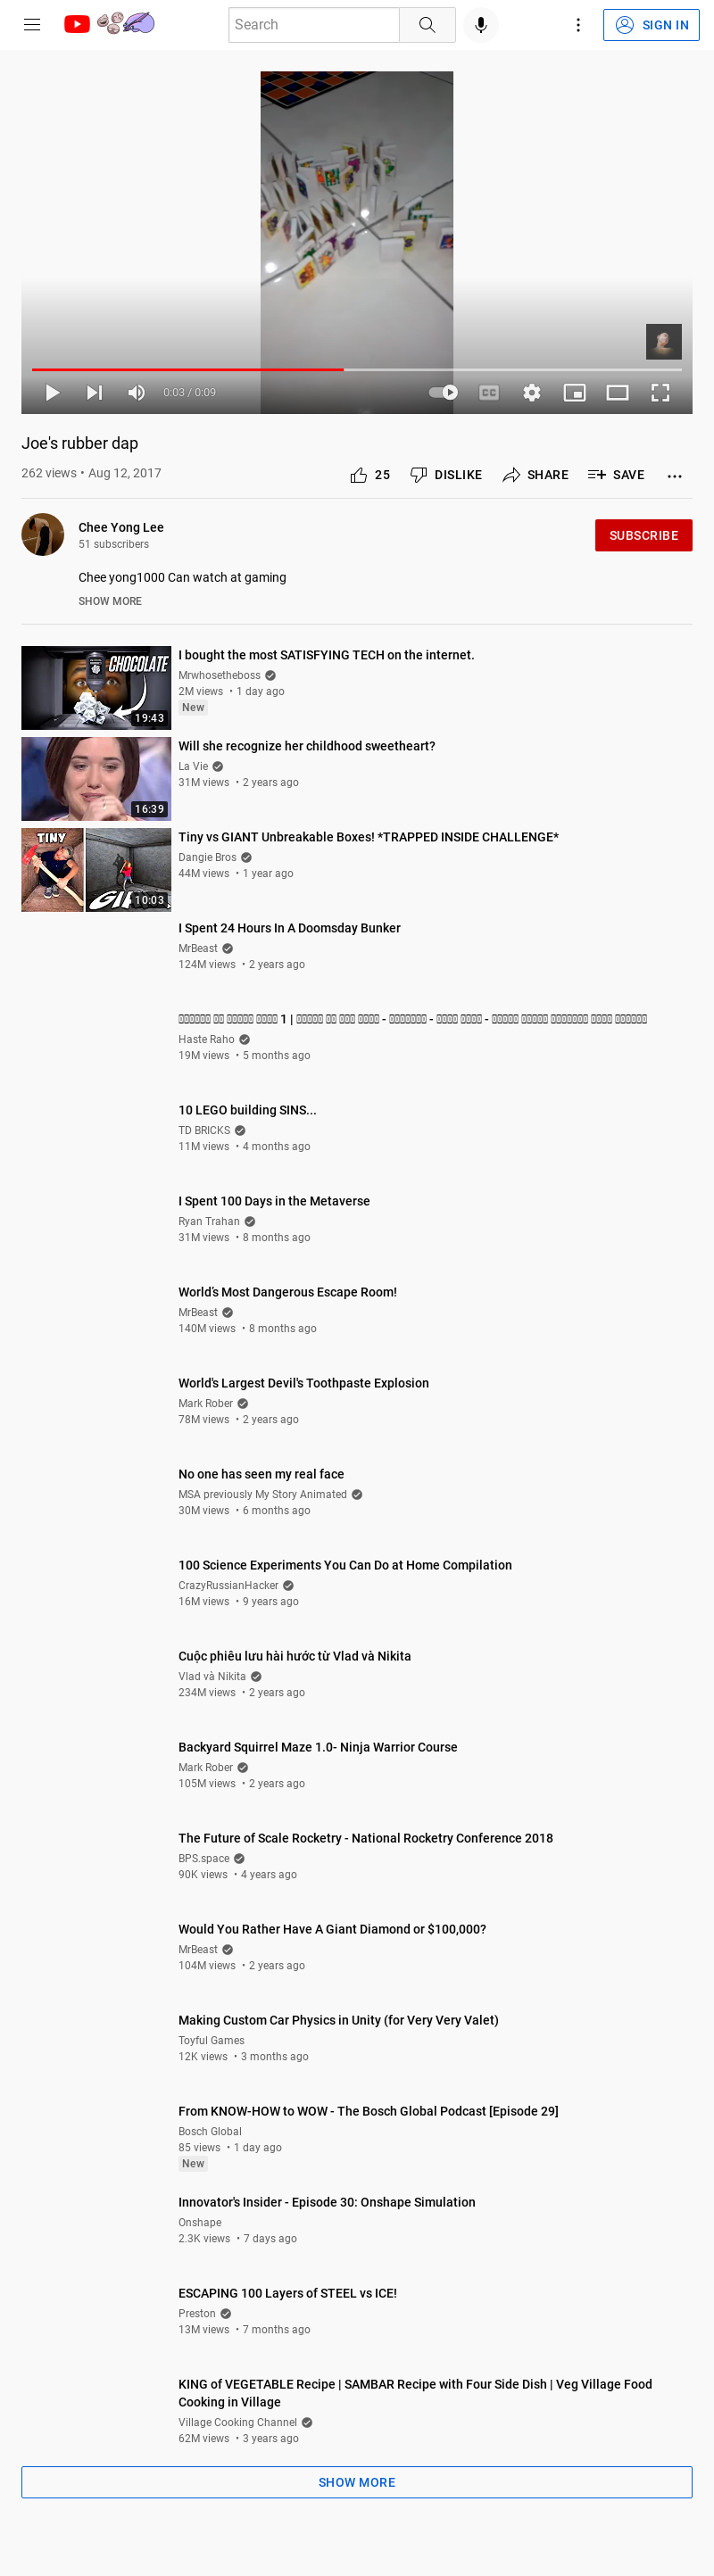 Search
SIGN IN
0:03 / 0:09
Joe's rubber dap
262 views • Aug 12, 2017
25
DISLIKE
SHARE
SAVE
Chee Yong Lee
51 subscribers
SUBSCRIBE
Chee yong1000 Can watch at gaming
SHOW MORE
CHOCOLATE
19:43
I bought the most SATISFYING TECH on the internet.
Mrwhosetheboss
2M views • 1 day ago
New
16:39
Will she recognize her childhood sweetheart?
La Vie
31M views • 2 years ago
TINY
10:03
Tiny vs GIANT Unbreakable Boxes! *TRAPPED INSIDE CHALLENGE*
Dangie Bros
44M views • 1 year ago
I Spent 24 Hours In A Doomsday Bunker
MrBeast
124M views • 2 years ago
1 | - - -
Haste Raho
19M views • 5 months ago
10 LEGO building SINS...
TD BRICKS
11M views • 4 months ago
I Spent 100 Days in the Metaverse
Ryan Trahan
31M views • 8 months ago
World's Most Dangerous Escape Room!
MrBeast
140M views • 8 months ago
World's Largest Devil's Toothpaste Explosion
Mark Rober
78M views • 2 years ago
No one has seen my real face
MSA previously My Story Animated
30M views • 6 months ago
100 Science Experiments You Can Do at Home Compilation
CrazyRussianHacker
16M views • 9 years ago
Cuộc phiêu lưu hài hước từ Vlad và Nikita
Vlad và Nikita
234M views • 2 years ago
Backyard Squirrel Maze 1.0- Ninja Warrior Course
Mark Rober
105M views • 2 years ago
The Future of Scale Rocketry - National Rocketry Conference 2018
BPS.space
90K views • 4 years ago
Would You Rather Have A Giant Diamond or $100,000?
MrBeast
104M views • 2 years ago
Making Custom Car Physics in Unity (for Very Very Valet)
Toyful Games
12K views • 3 months ago
From KNOW-HOW to WOW - The Bosch Global Podcast [Episode 29]
Bosch Global
85 views • 1 day ago
New
Innovator's Insider - Episode 30: Onshape Simulation
Onshape
2.3K views • 7 days ago
ESCAPING 100 Layers of STEEL vs ICE!
Preston
13M views • 7 months ago
KING of VEGETABLE Recipe | SAMBAR Recipe with Four Side Dish | Veg Village Food
Cooking in Village
Village Cooking Channel
62M views • 3 years ago
SHOW MORE